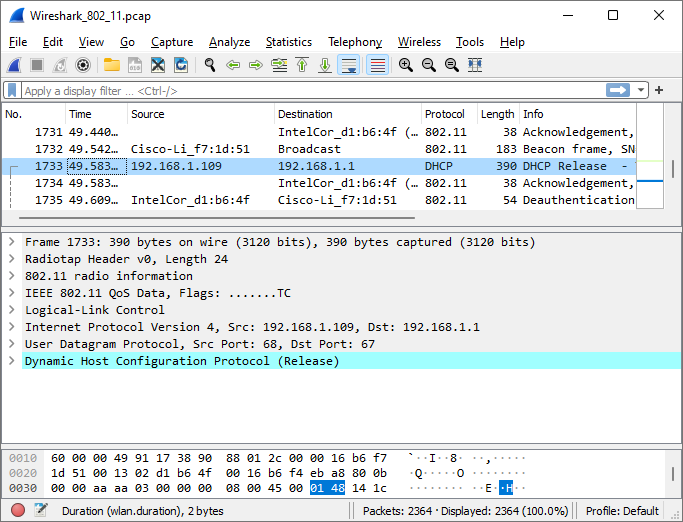 Wireshark_802_11.pcap
File Edit View Go Capture Analyze Statistics Telephony Wireless Tools Help
Apply a display filter ... <Ctrl-/>
No. Time Source Destination Protocol Length Info
1731 49.440… IntelCor_d1:b6:4f (… 802.11 38 Acknowledgement,
1732 49.542… Cisco-Li_f7:1d:51 Broadcast 802.11 183 Beacon frame, SN
1733 49.583… 192.168.1.109 192.168.1.1 DHCP 390 DHCP Release -
1734 49.583… IntelCor_d1:b6:4f (… 802.11 38 Acknowledgement,
1735 49.609… IntelCor_d1:b6:4f Cisco-Li_f7:1d:51 802.11 54 Deauthentication
Frame 1733: 390 bytes on wire (3120 bits), 390 bytes captured (3120 bits)
Radiotap Header v0, Length 24
802.11 radio information
IEEE 802.11 QoS Data, Flags: .......TC
Logical-Link Control
Internet Protocol Version 4, Src: 192.168.1.109, Dst: 192.168.1.1
User Datagram Protocol, Src Port: 68, Dst Port: 67
Dynamic Host Configuration Protocol (Release)
0010 60 00 00 49 91 17 38 90 88 01 2c 00 00 16 b6 f7 `··I··8· ··,·····
0020 1d 51 00 13 02 d1 b6 4f 00 16 b6 f4 eb a8 80 0b ·Q·····O ········
0030 00 00 aa aa 03 00 00 00 08 00 45 00 01 48 14 1c ········ ··E··H··
Duration (wlan.duration), 2 bytes Packets: 2364 · Displayed: 2364 (100.0%) Profile: Default